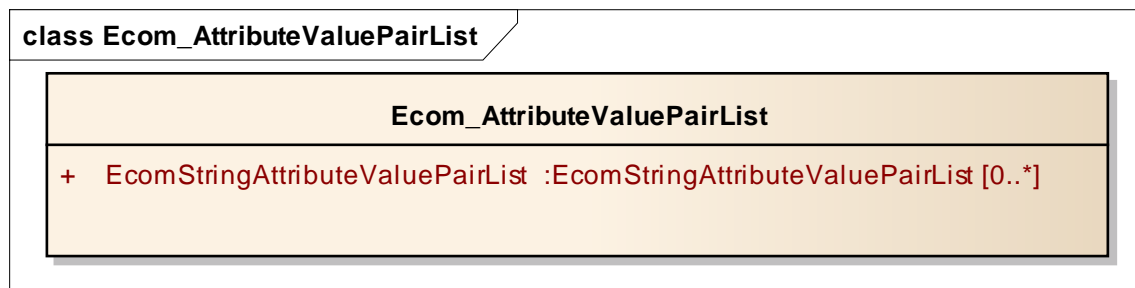 class Ecom_AttributeValuePairList
Ecom_AttributeValuePairList
+ EcomStringAttributeValuePairList :EcomStringAttributeValuePairList [0..*]